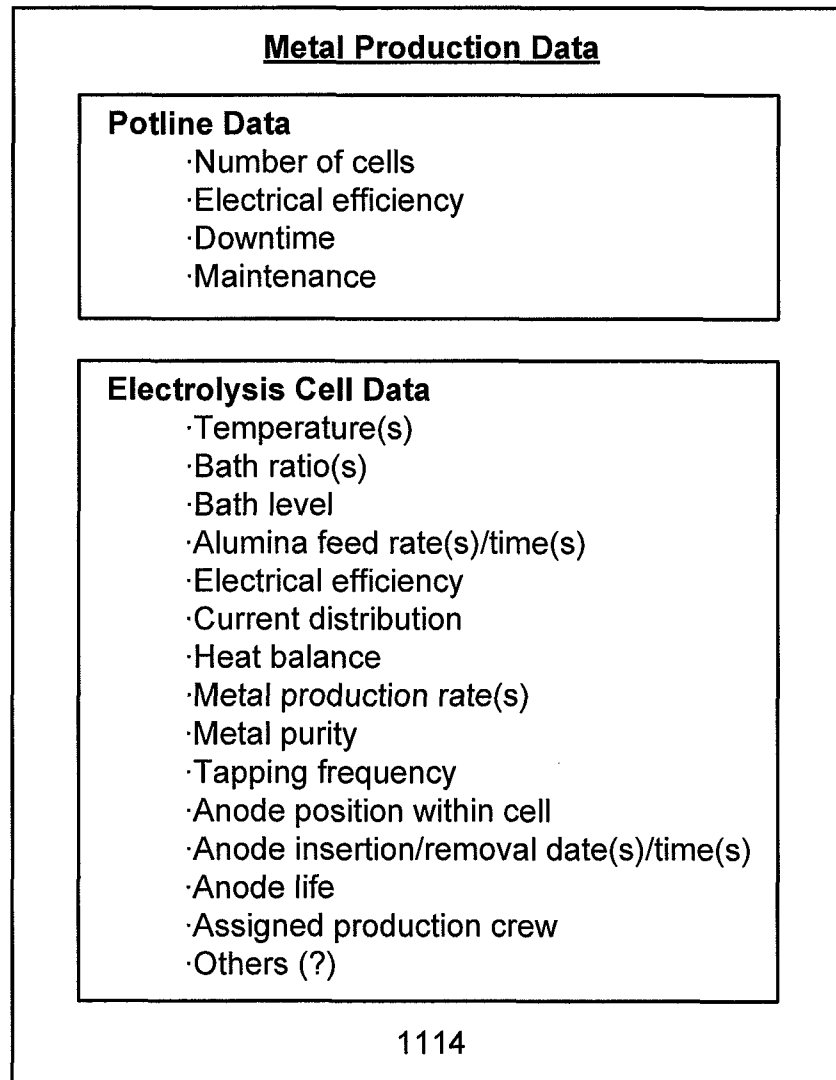 Metal Production Data
Potline Data
·Number of cells
·Electrical efficiency
·Downtime
·Maintenance
Electrolysis Cell Data
·Temperature(s)
·Bath ratio(s)
·Bath level
·Alumina feed rate(s)/time(s)
·Electrical efficiency
·Current distribution
·Heat balance
·Metal production rate(s)
·Metal purity
·Tapping frequency
·Anode position within cell
·Anode insertion/removal date(s)/time(s)
·Anode life
·Assigned production crew
·Others (?)
1114